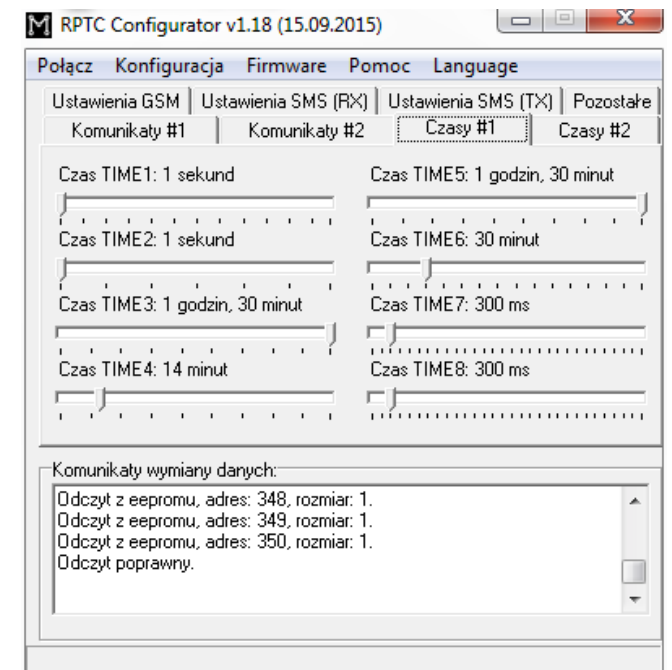 RPTC Configurator v1.18 (15.09.2015)
Połącz Konfiguracja Firmware Pomoc Language
Ustawienia GSM Ustawienia SMS (RX) Ustawienia SMS (TX) Pozostałe
Komunikaty #1 Komunikaty #2 Czasy #1 Czasy #2
Czas TIME1: 1 sekund
Czas TIME2: 1 sekund
Czas TIME3: 1 godzin, 30 minut
Czas TIME4: 14 minut
Czas TIME5: 1 godzin, 30 minut
Czas TIME6: 30 minut
Czas TIME7: 300 ms
Czas TIME8: 300 ms
Komunikaty wymiany danych:
Odczyt z eepromu, adres: 348, rozmiar: 1.
Odczyt z eepromu, adres: 349, rozmiar: 1.
Odczyt z eepromu, adres: 350, rozmiar: 1.
Odczyt poprawny.